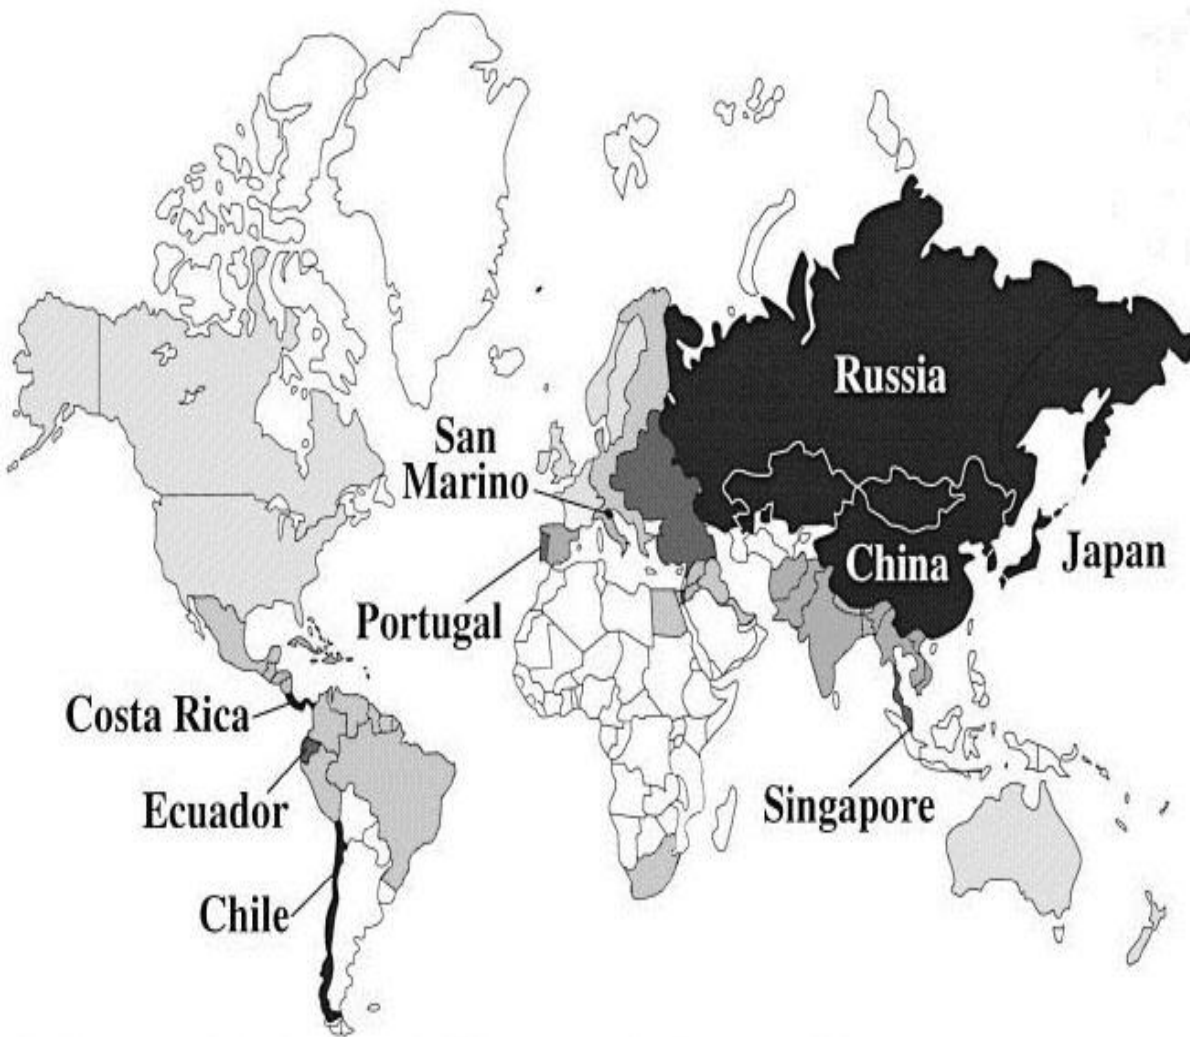 Russia
San
Marino
China
Japan
Portugal
Costa Rica
Ecuador
Singapore
Chile